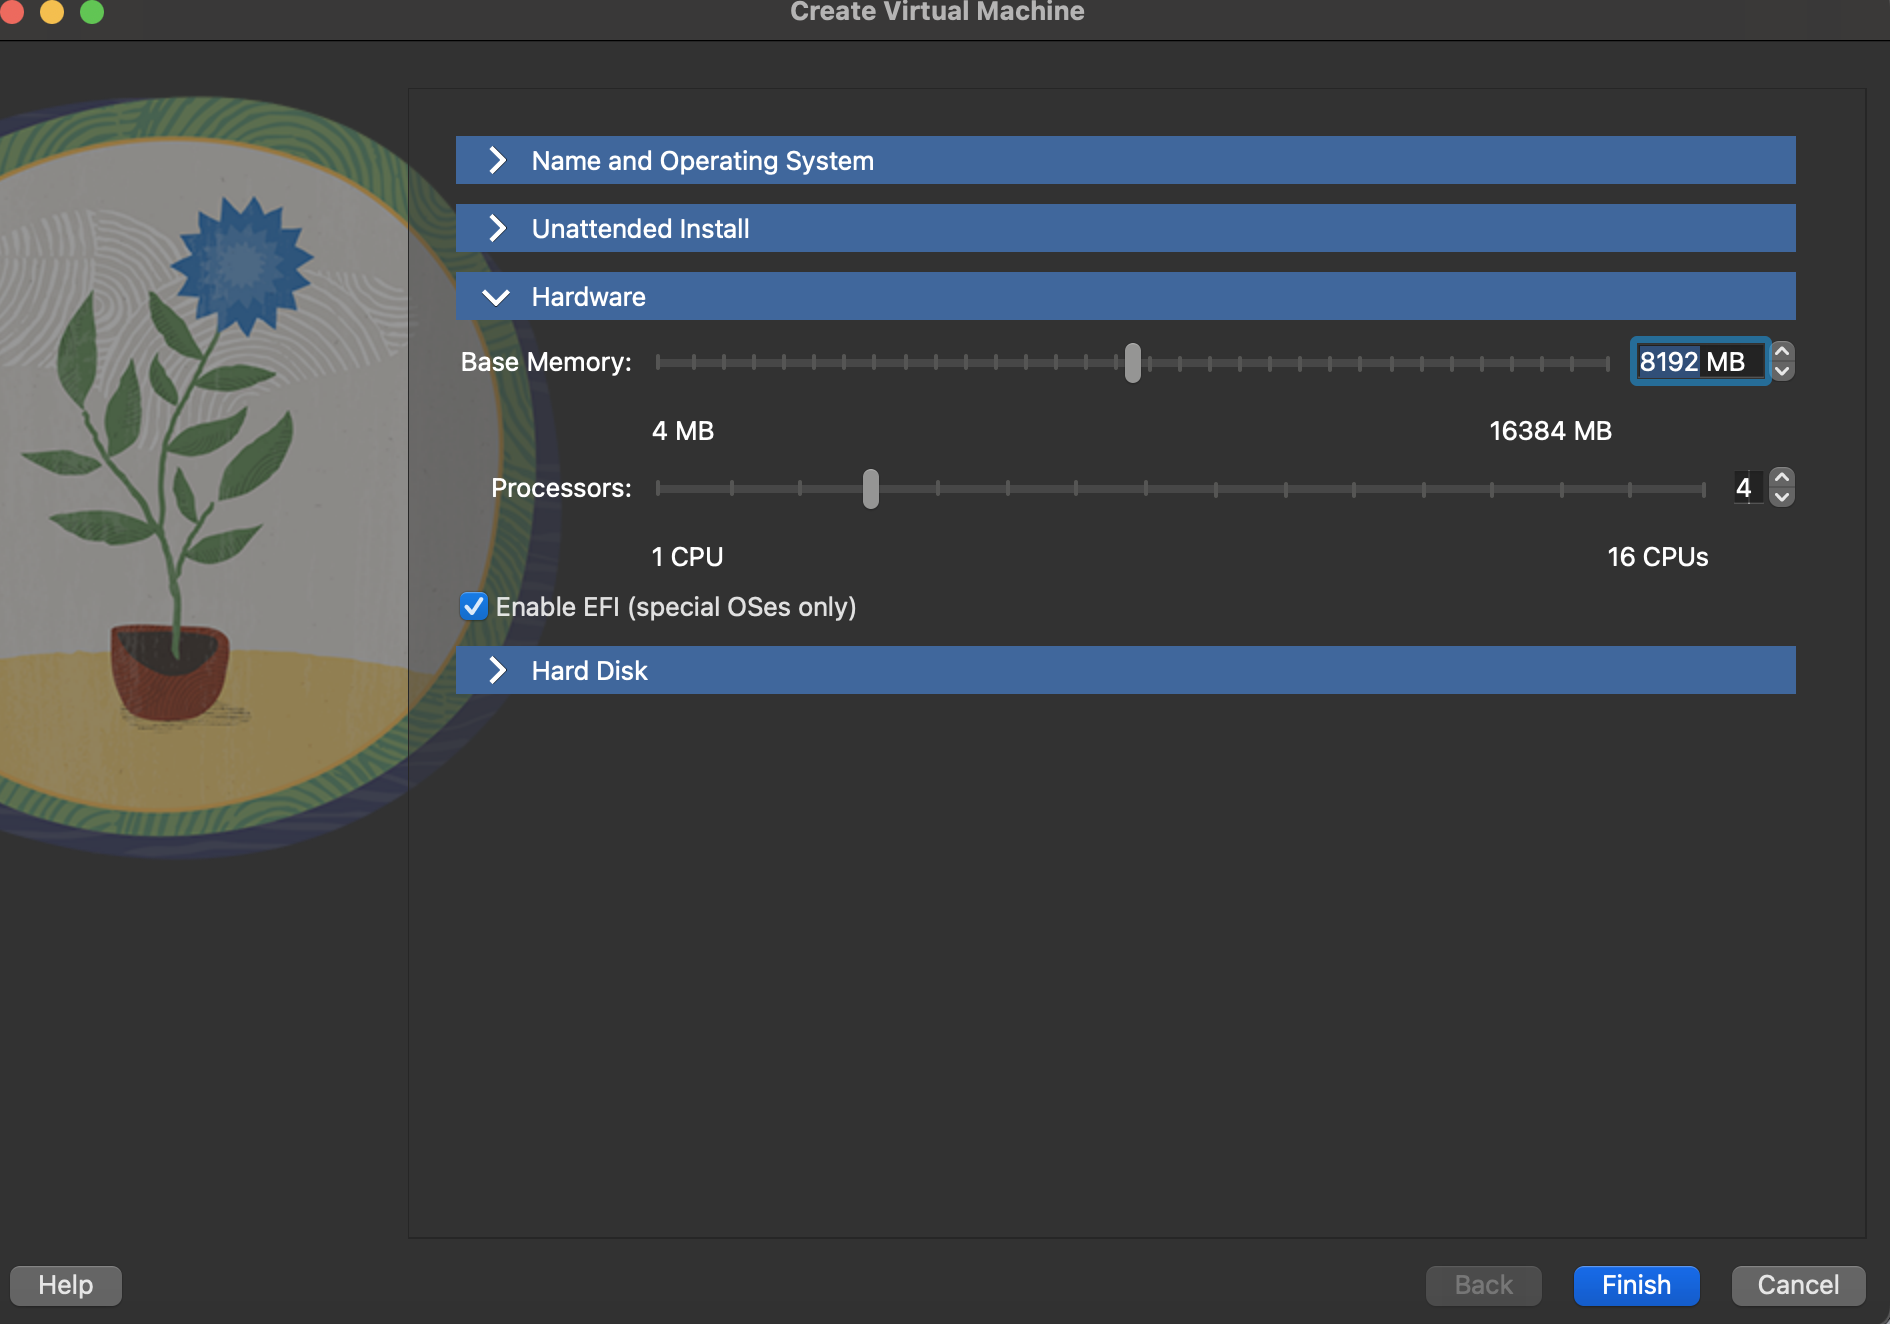 Create Virtual Machine
Name and Operating System
Unattended Install
Hardware
Base Memory: 8192 MB
4 MB 16384 MB
Processors: 4
1 CPU 16 CPUs
Enable EFI (special OSes only)
Hard Disk
Help Back Finish Cancel